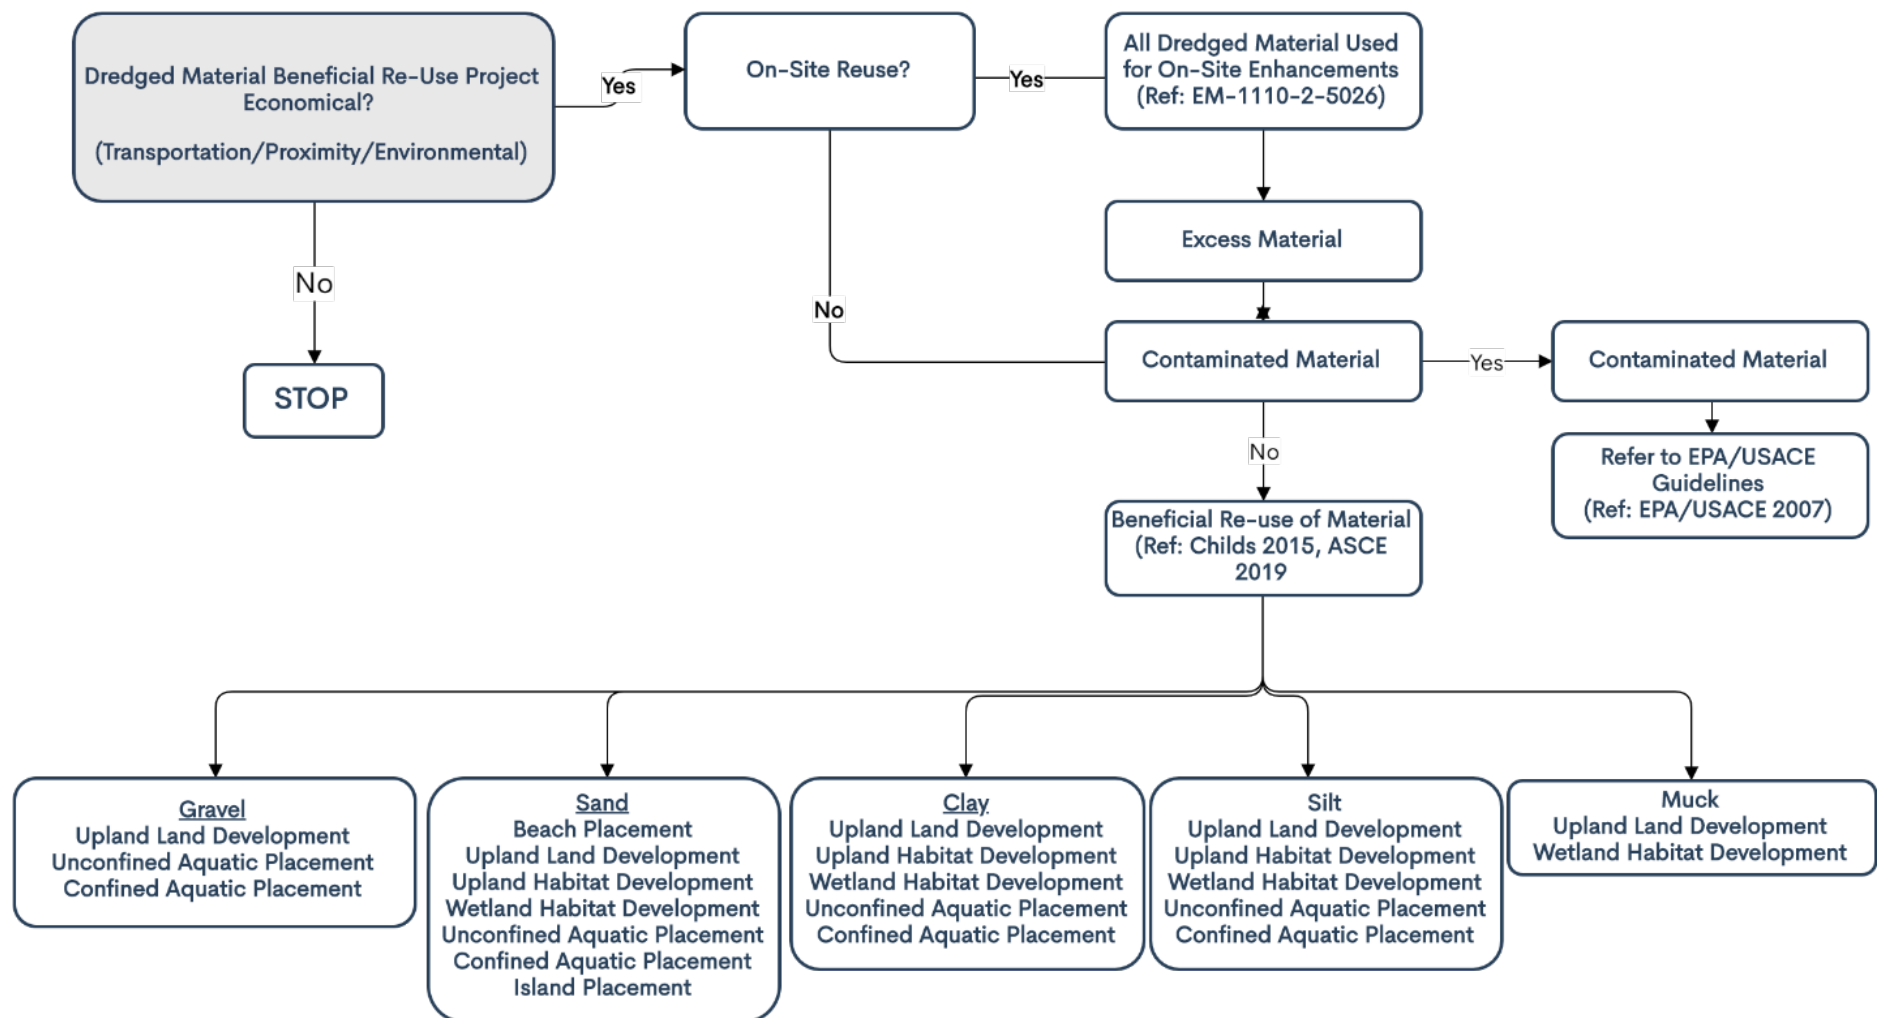 Dredged Material Beneficial Re-Use Project
Economical?
(Transportation/Proximity/Environmental)
Yes
On-Site Reuse?
Yes
All Dredged Material Used
for On-Site Enhancements
(Ref: EM-1110-2-5026)
Excess Material
No
STOP
No
Contaminated Material
Yes
Contaminated Material
Refer to EPA/USACE
Guidelines
(Ref: EPA/USACE 2007)
No
Beneficial Re-use of Material
(Ref: Childs 2015, ASCE
2019
Gravel
Upland Land Development
Unconfined Aquatic Placement
Confined Aquatic Placement
Sand
Beach Placement
Upland Land Development
Upland Habitat Development
Wetland Habitat Development
Unconfined Aquatic Placement
Confined Aquatic Placement
Island Placement
Clay
Upland Land Development
Upland Habitat Development
Wetland Habitat Development
Unconfined Aquatic Placement
Confined Aquatic Placement
Silt
Upland Land Development
Upland Habitat Development
Wetland Habitat Development
Unconfined Aquatic Placement
Confined Aquatic Placement
Muck
Upland Land Development
Wetland Habitat Development